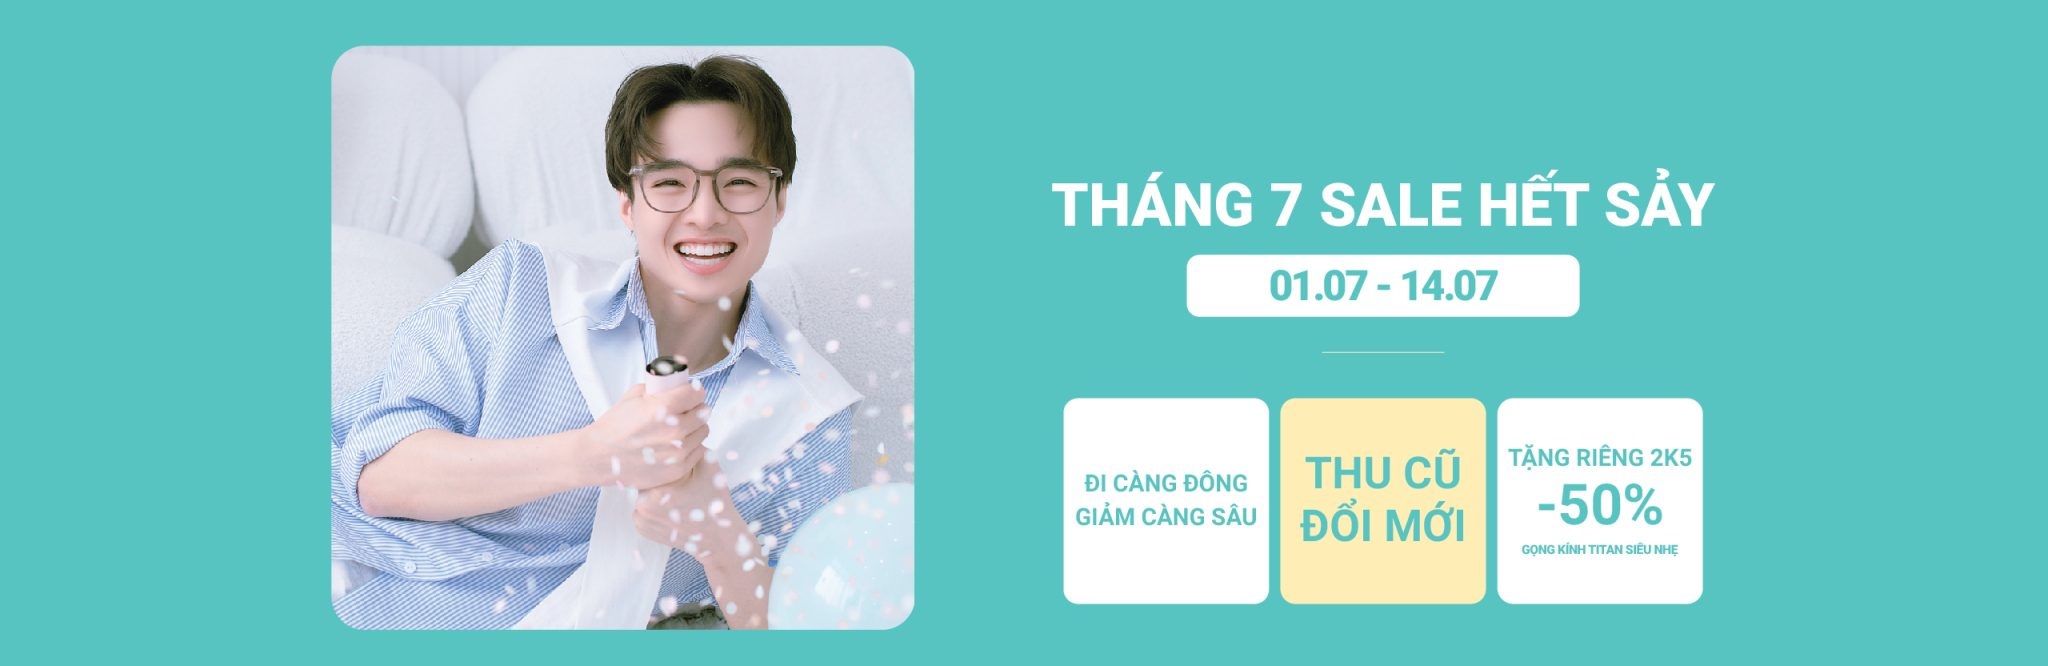 THÁNG 7 SALE HẾT SẢY
01.07 - 14.07
ĐI CÀNG ĐÔNG
GIẢM CÀNG SÂU
THU CŨ
ĐỔI MỚI
TẶNG RIÊNG 2K5
-50%
GỌNG KÍNH TITAN SIÊU NHẸ